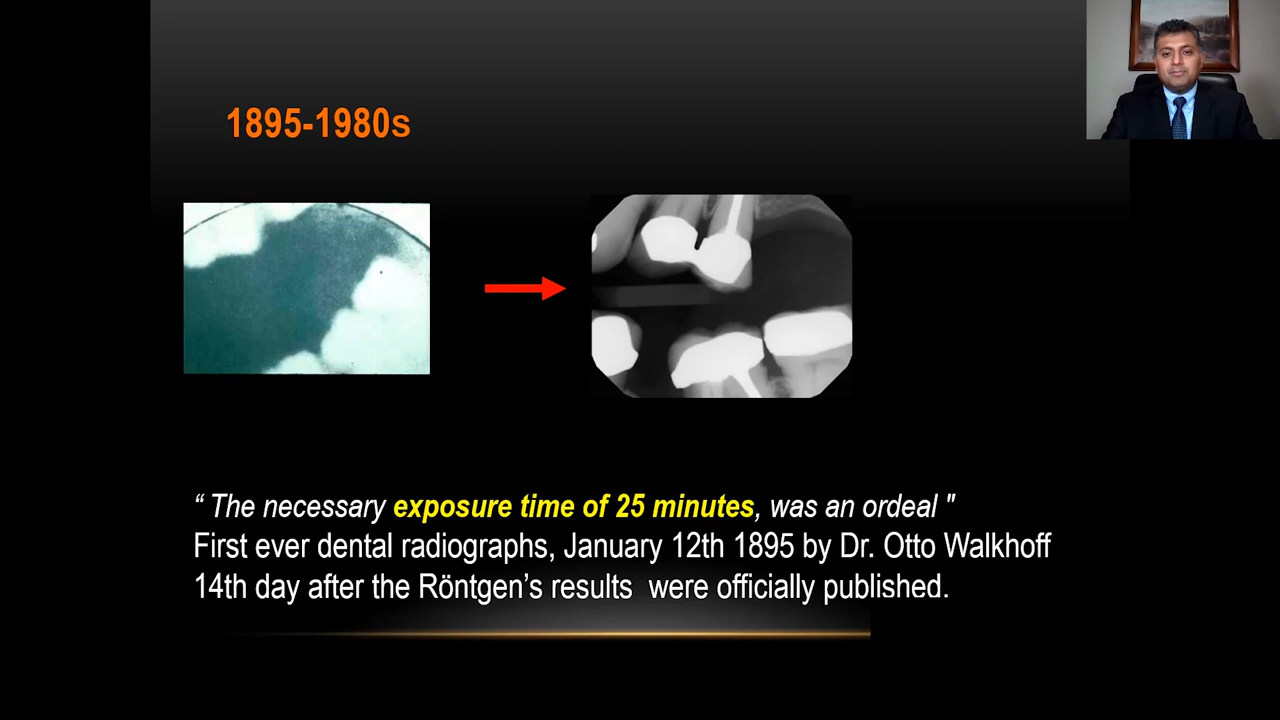 1895-1980s
“ The necessary exposure time of 25 minutes, was an ordeal "
First ever dental radiographs, January 12th 1895 by Dr. Otto Walkhoff
14th day after the Röntgen’s results were officially published.